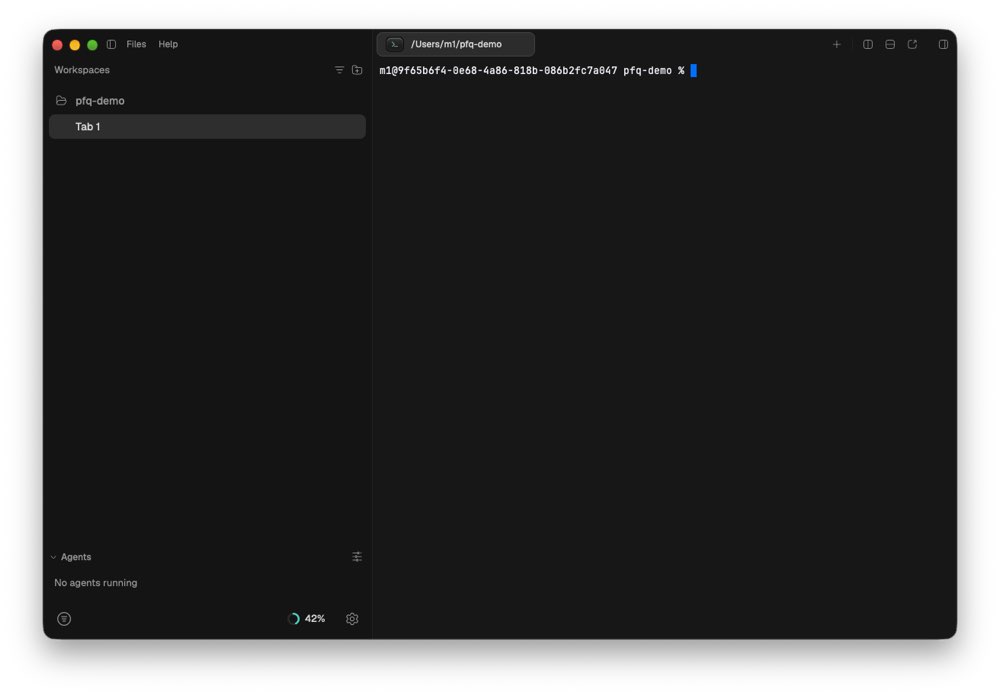 Files Help
/Users/m1/pfq-demo
Workspaces
m1@9f65b6f4-0e68-4a86-818b-086b2fc7a047 pfq-demo %
pfq-demo
Tab 1
Agents
No agents running
42%